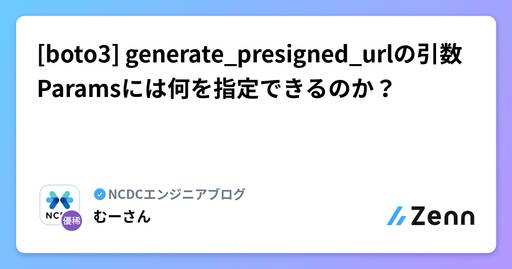 [boto3] generate_presigned_urlの引数
Paramsには何を指定できるのか？
NCDCエンジニアブログ
むーさん
NC
優稀
Zenn